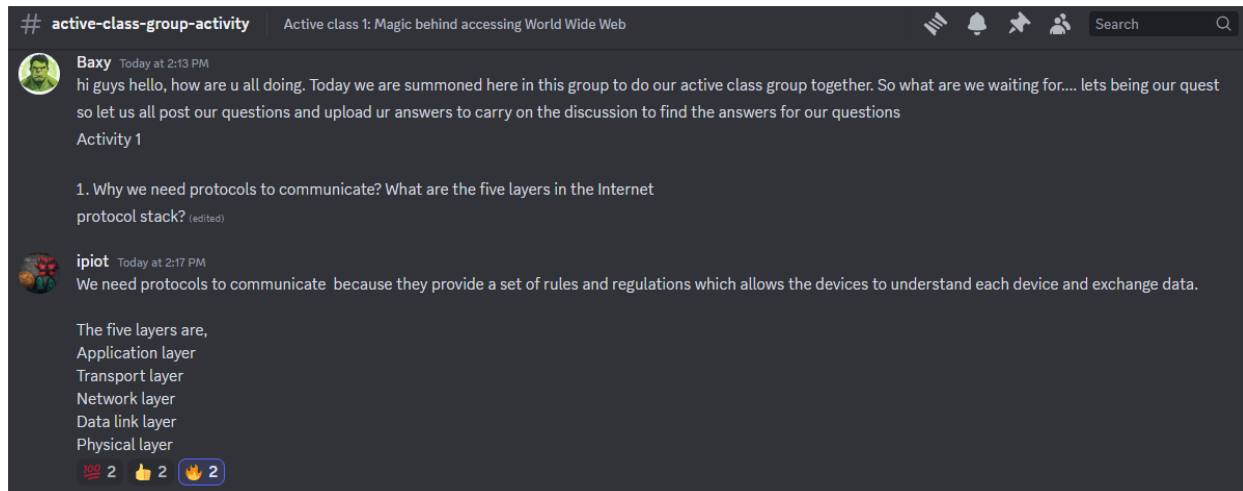 # active-class-group-activity Active class 1: Magic behind accessing World Wide Web Search
Baxy Today at 2:13 PM
hi guys hello, how are u all doing. Today we are summoned here in this group to do our active class group together. So what are we waiting for.... lets being our quest
so let us all post our questions and upload ur answers to carry on the discussion to find the answers for our questions
Activity 1
1. Why we need protocols to communicate? What are the five layers in the Internet
protocol stack? (edited)
ipiot Today at 2:17 PM
We need protocols to communicate because they provide a set of rules and regulations which allows the devices to understand each device and exchange data.
The five layers are,
Application layer
Transport layer
Network layer
Data link layer
Physical layer
💯 2 👍 2 🔥 2